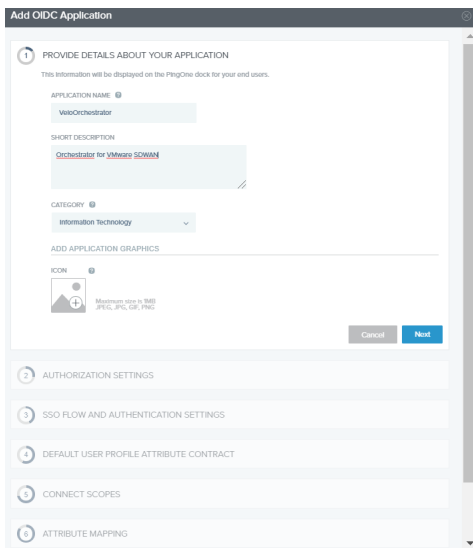 Add OIDC Application
1 PROVIDE DETAILS ABOUT YOUR APPLICATION
This information will be displayed on the PingOne dock for your end users.
APPLICATION NAME ?
VeloOrchestrator
SHORT DESCRIPTION
Orchestrator for VMware SDWAN
CATEGORY ?
Information Technology
ADD APPLICATION GRAPHICS
ICON ?
Maximum size is 1MB
JPEG, JPG, GIF, PNG
Cancel Next
2 AUTHORIZATION SETTINGS
3 SSO FLOW AND AUTHENTICATION SETTINGS
4 DEFAULT USER PROFILE ATTRIBUTE CONTRACT
5 CONNECT SCOPES
6 ATTRIBUTE MAPPING